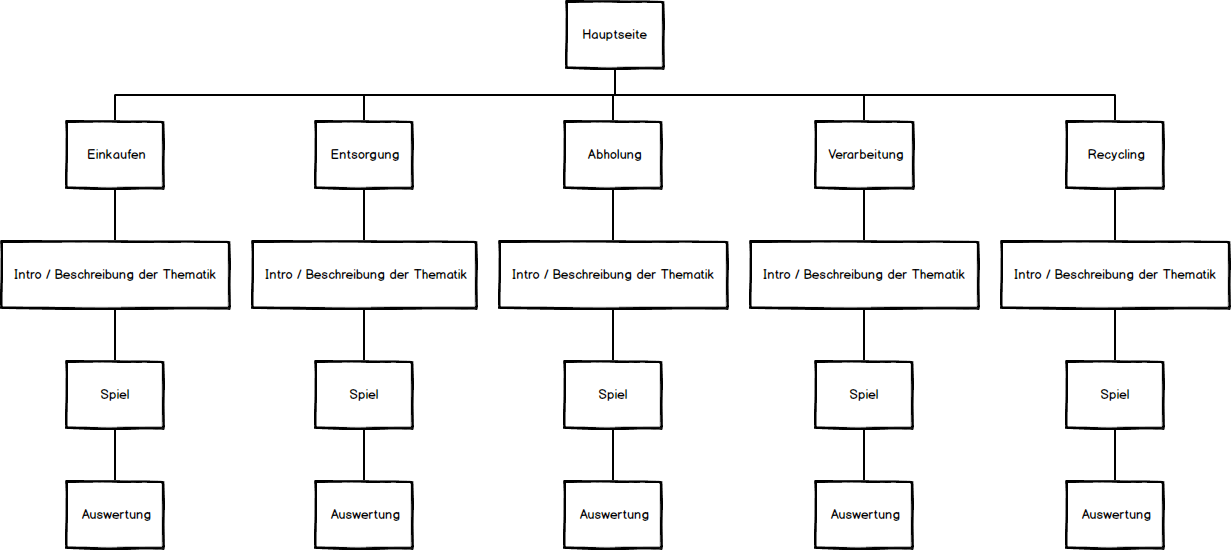 Hauptseite
Einkaufen
Entsorgung
Abholung
Verarbeitung
Recycling
Intro / Beschreibung der Thematik
Intro / Beschreibung der Thematik
Intro / Beschreibung der Thematik
Intro / Beschreibung der Thematik
Intro / Beschreibung der Thematik
Spiel
Spiel
Spiel
Spiel
Spiel
Auswertung
Auswertung
Auswertung
Auswertung
Auswertung